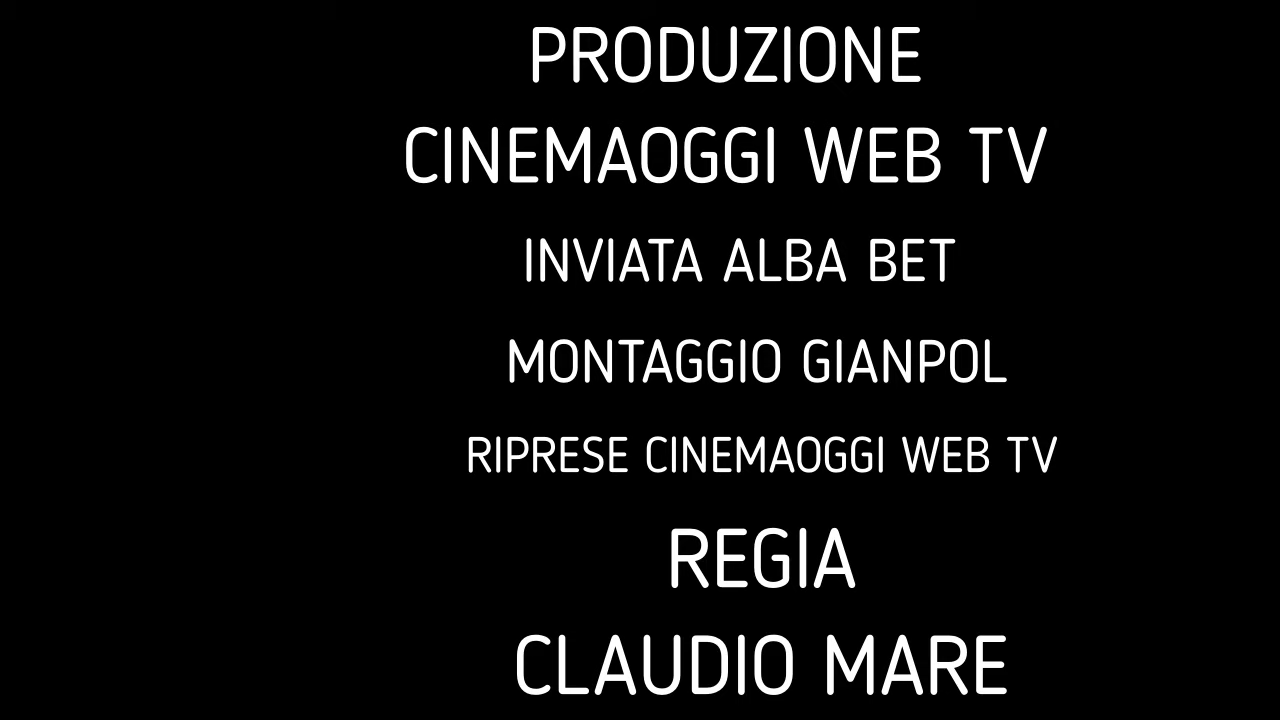 PRODUZIONE
CINEMAOGGI WEB TV
INVIATA ALBA BET
MONTAGGIO GIANPOL
RIPRESE CINEMAOGGI WEB TV
REGIA
CLAUDIO MARE